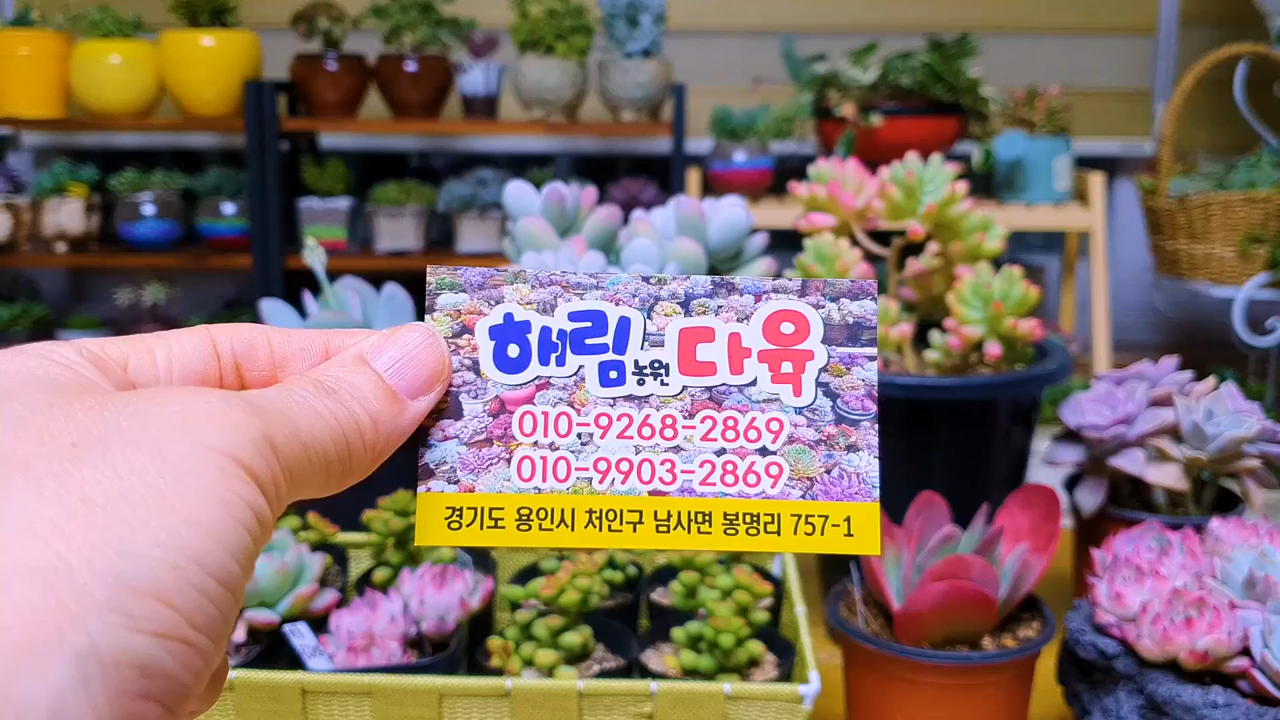 해림농원다육
010-9268-2869
010-9903-2869
경기도 용인시 처인구 남사면 봉명리 757-1